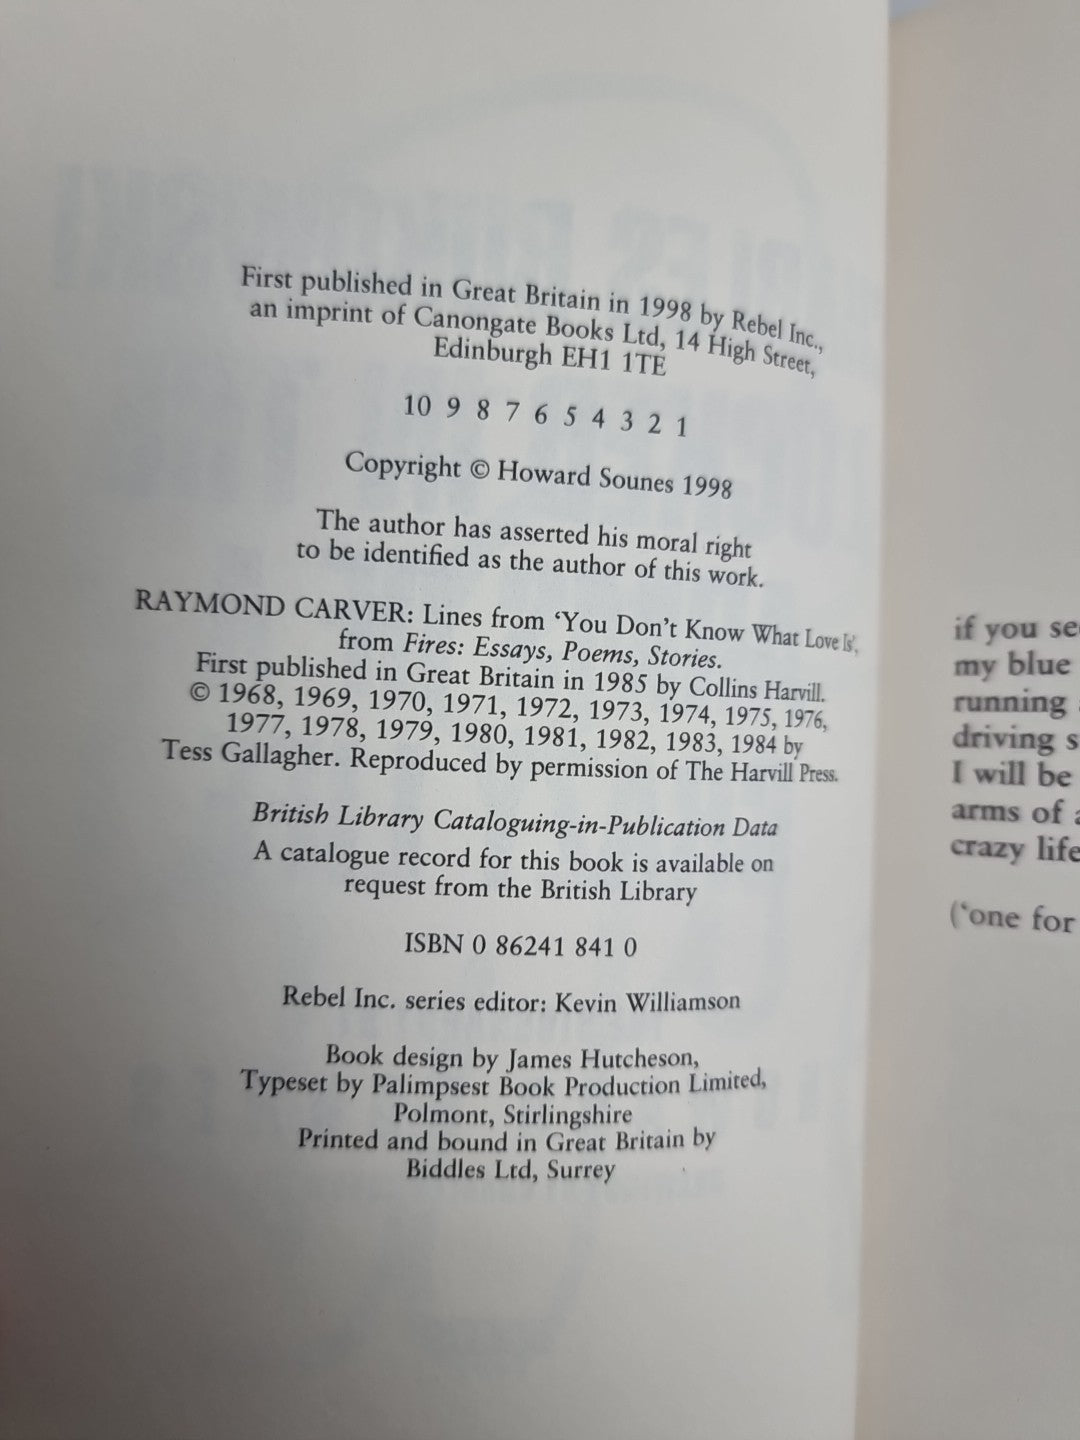 First published in Great Britain in 1998 by Rebel Inc.,
an imprint of Canongate Books Ltd, 14 High Street,
Edinburgh EH1 1TE
10 9 8 7 6 5 4 3 2 1
Copyright © Howard Sounes 1998
The author has asserted his moral right
to be identified as the author of this work.
RAYMOND CARVER: Lines from ‘You Don’t Know What Love Is’,
from Fires: Essays, Poems, Stories.
First published in Great Britain in 1985 by Collins Harvill.
© 1968, 1969, 1970, 1971, 1972, 1973, 1974, 1975, 1976,
1977, 1978, 1979, 1980, 1981, 1982, 1983, 1984 by
Tess Gallagher. Reproduced by permission of The Harvill Press.
British Library Cataloguing-in-Publication Data
A catalogue record for this book is available on
request from the British Library
ISBN 0 86241 841 0
Rebel Inc. series editor: Kevin Williamson
Book design by James Hutcheson,
Typeset by Palimpsest Book Production Limited,
Polmont, Stirlingshire
Printed and bound in Great Britain by
Biddles Ltd, Surrey
if you
my blue
running
driving
I will be
arms of
crazy life
(‘one for